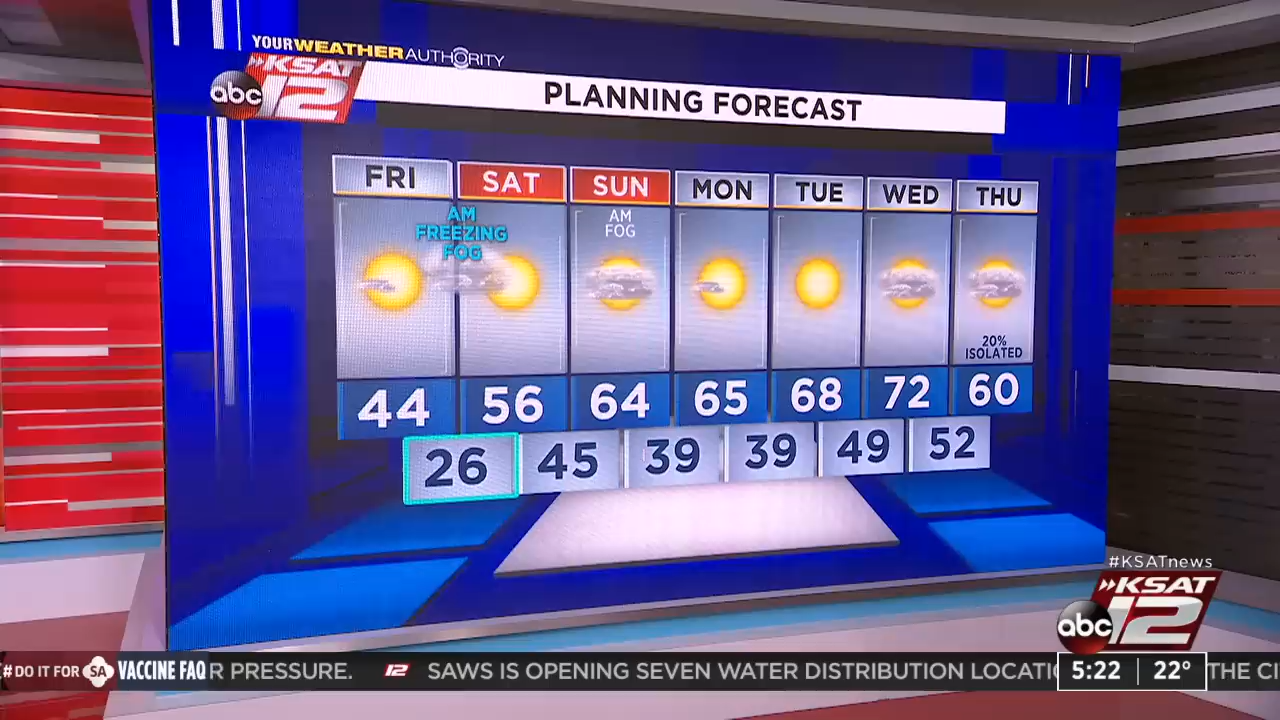 YOUR WEATHER AUTHORITY
KSAT
abc 12
PLANNING FORECAST
FRI SAT SUN MON TUE WED THU
AM
FREEZING
FOG
AM
FOG
20%
ISOLATED
44 56 64 65 68 72 60
26 45 39 39 49 52
#KSATnews
KSAT
abc 12
#DO IT FOR SA VACCINE FAQ R PRESSURE. 12 SAWS IS OPENING SEVEN WATER DISTRIBUTION LOCATI 5:22 22° THE CI